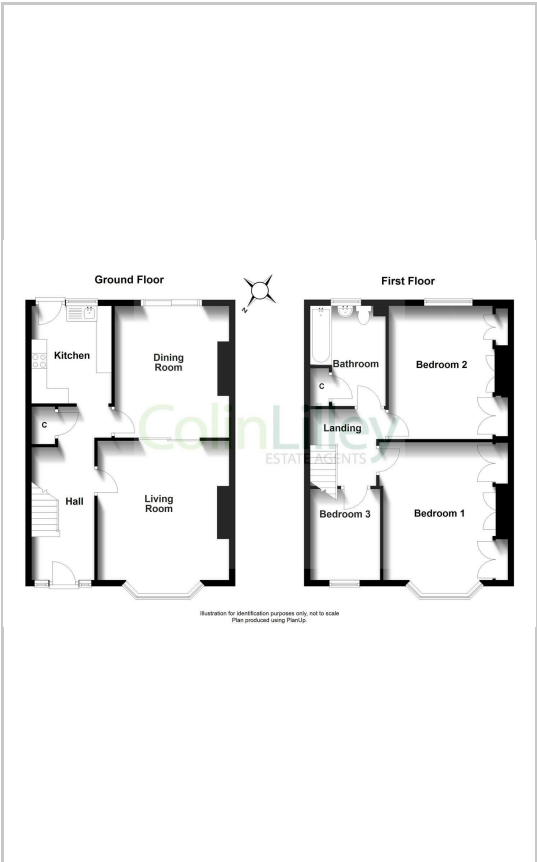 Ground Floor
First Floor
N
Kitchen
Dining
Room
C
Hall
Living
Room
Bathroom
Bedroom 2
C
Landing
Bedroom 3
Bedroom 1
ColinLilley
ESTATE AGENTS
Illustration for identification purposes only, not to scale
Plan produced using PlanUp.